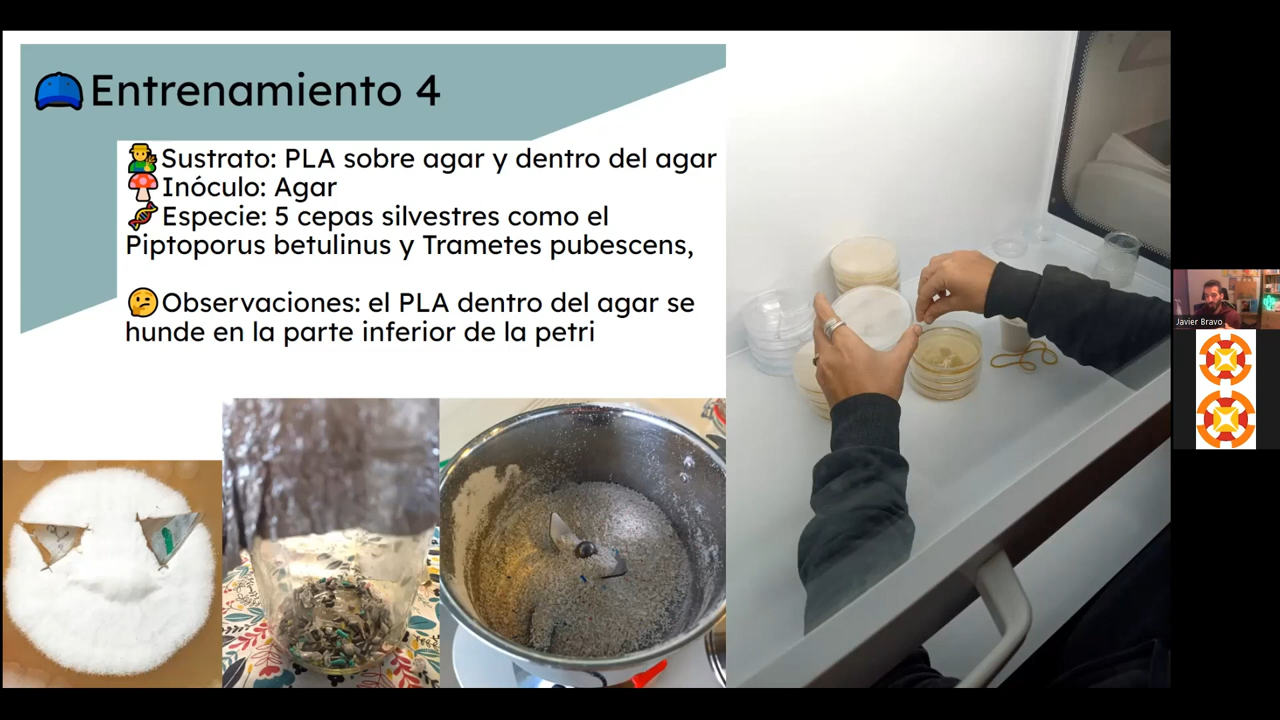 Entrenamiento 4
Sustrato: PLA sobre agar y dentro del agar
Inóculo: Agar
Especie: 5 cepas silvestres como el
Piptoporus betulinus y Trametes pubescens,
Observaciones: el PLA dentro del agar se
hunde en la parte inferior de la petri
Javier Bravo